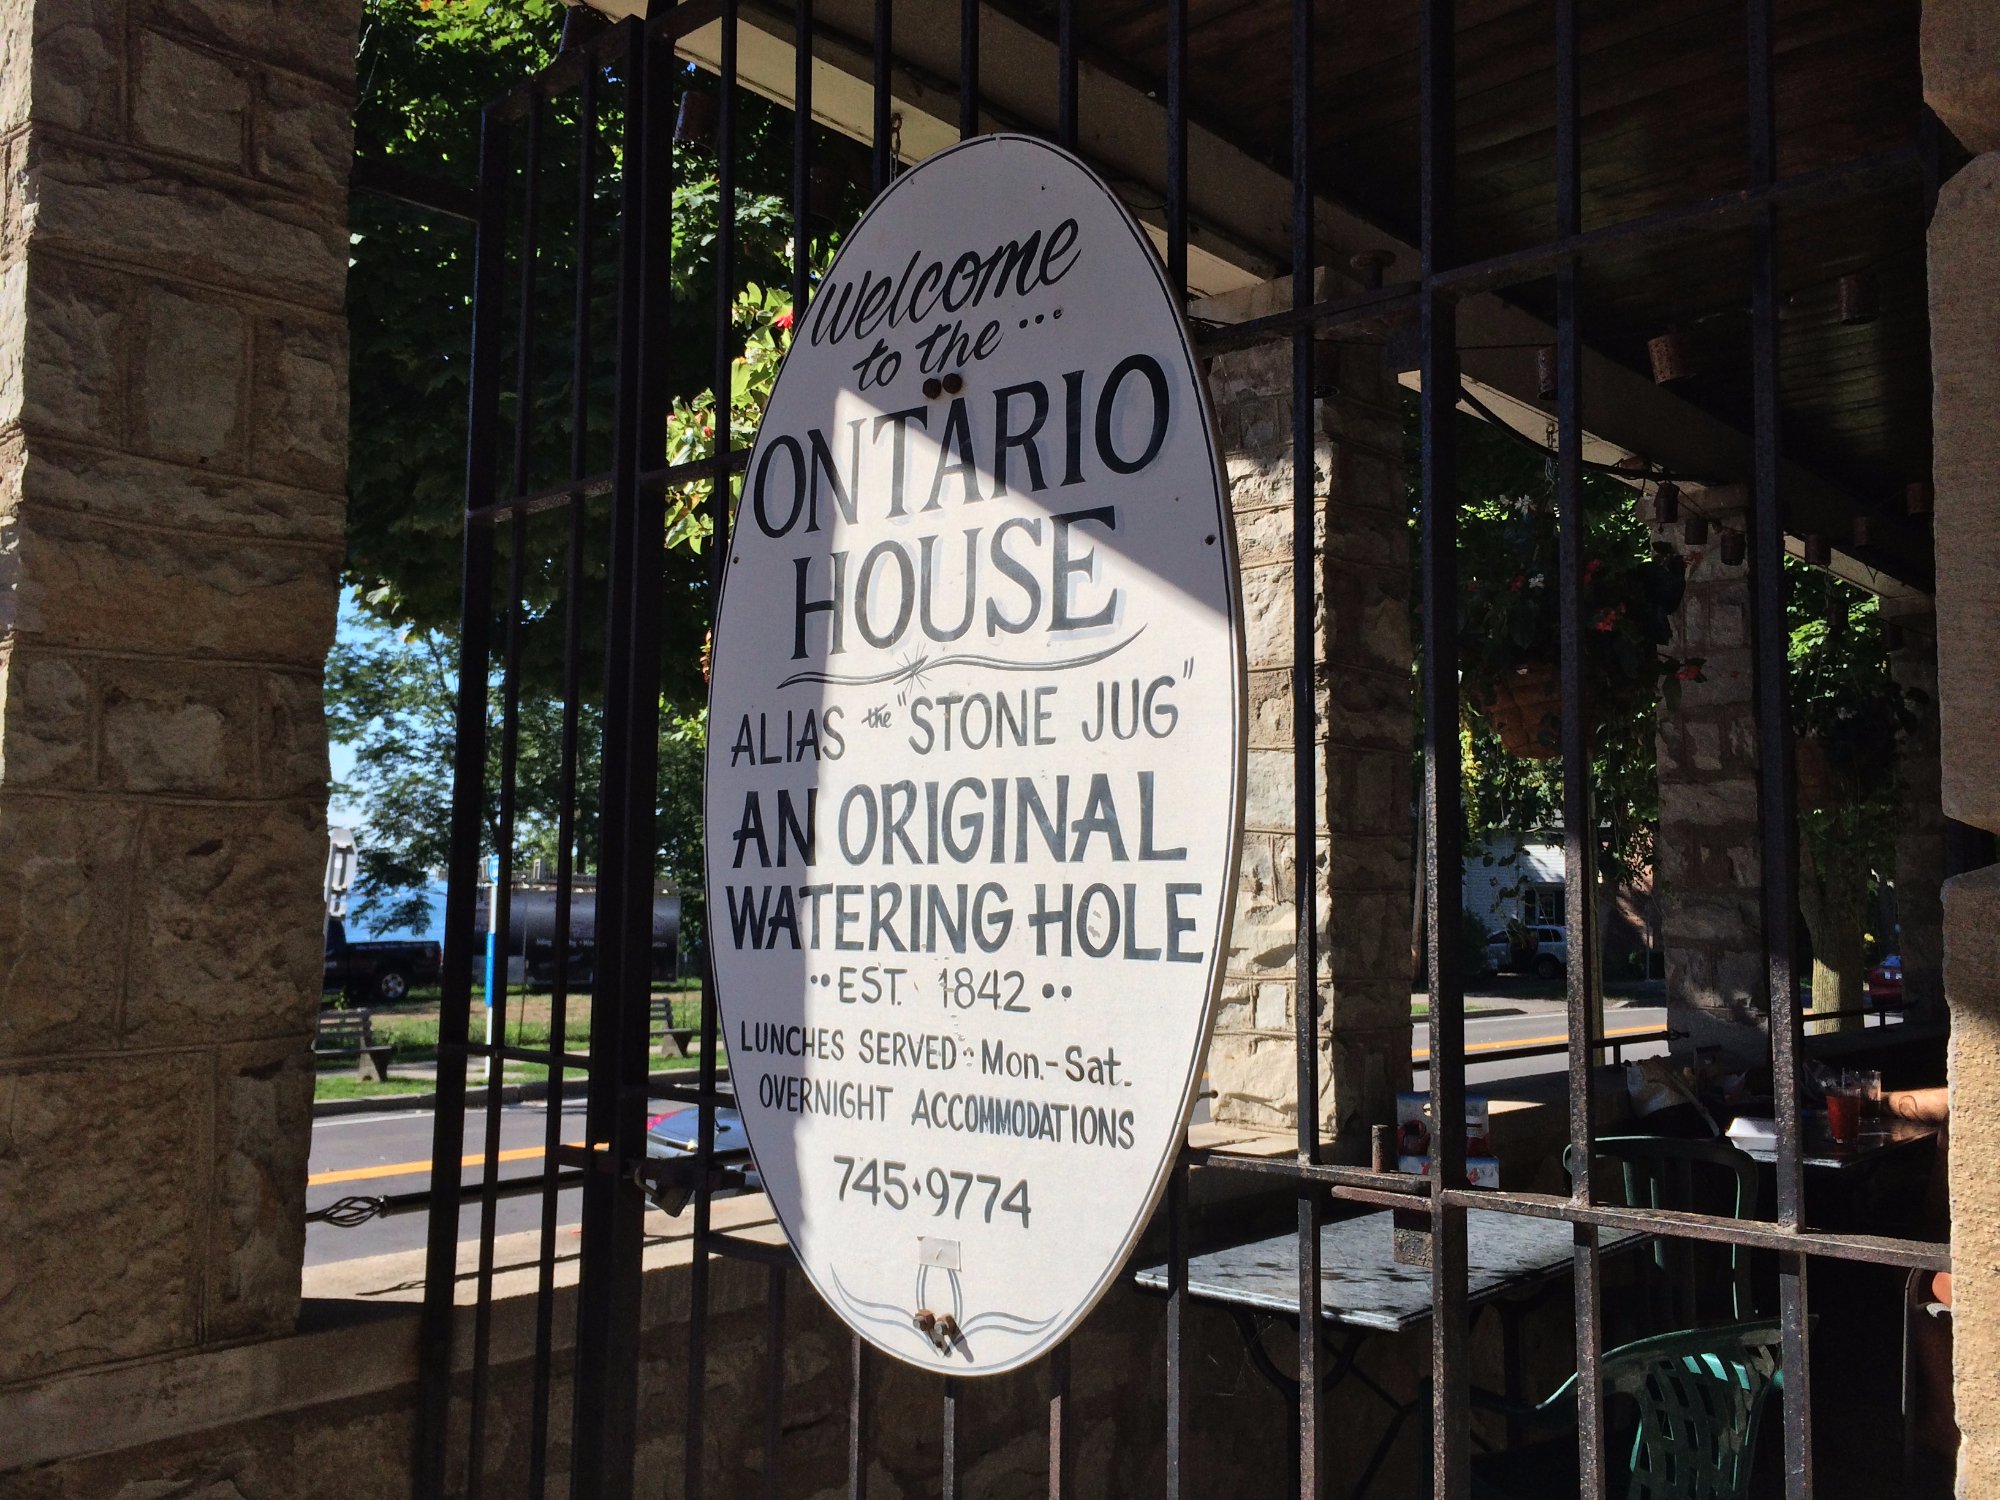 Welcome
to the ...
ONTARIO
HOUSE
ALIAS the "STONE JUG"
AN ORIGINAL
WATERING HOLE
..EST. 1842..
LUNCHES SERVED - Mon.-Sat.
OVERNIGHT ACCOMMODATIONS
745•9774